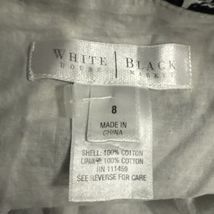 WHITE | BLACK
HOUSE | MARKET
8
MADE IN
CHINA
SHELL: 100% COTTON
100% COTTON
RN 111459
SEE REVERSE FOR CARE